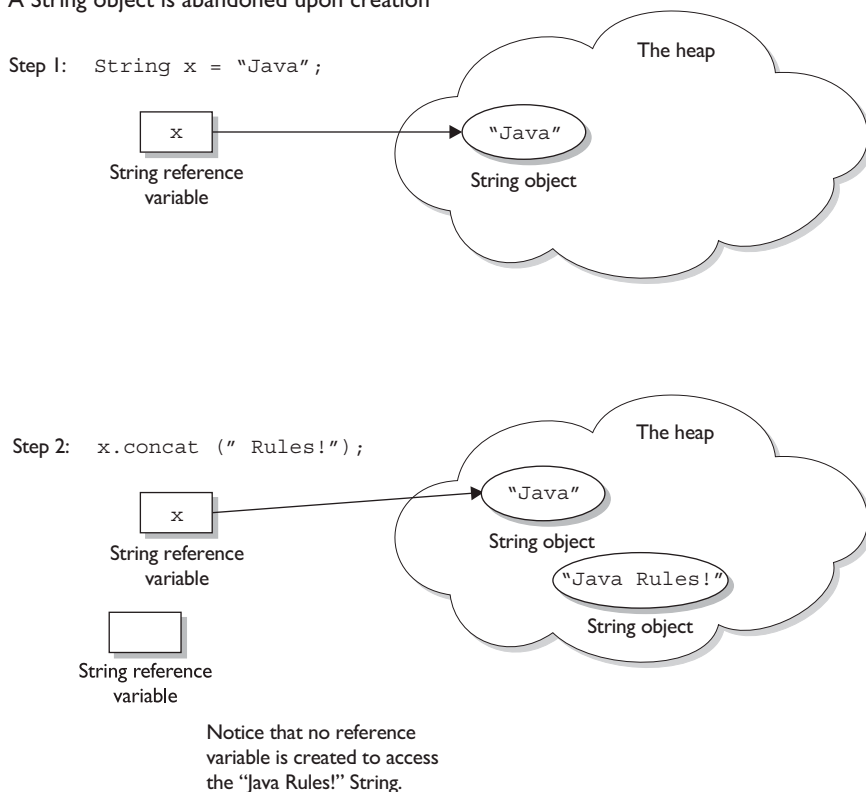 A String object is abandoned upon creation
The heap
Step 1: String x = “Java”;
x
“Java”
String reference
variable
String object
The heap
Step 2: x.concat (” Rules!”);
“Java”
x
String object
String reference
variable
“Java Rules!”
String object
String reference
variable
Notice that no reference
variable is created to access
the “Java Rules!” String.